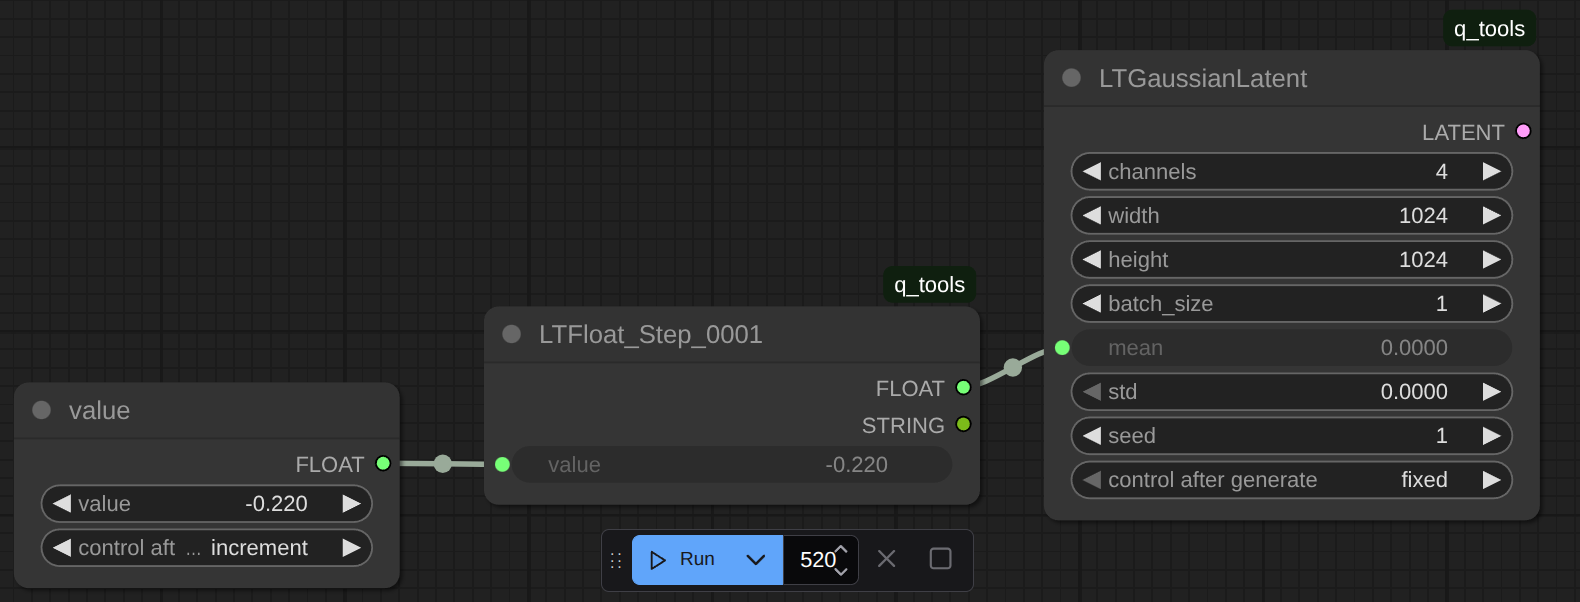 q_tools
LTGaussianLatent
LATENT
channels 4
width 1024
height 1024
batch_size 1
mean 0.0000
std 0.0000
seed 1
control after generate fixed
q_tools
LTFloat_Step_0001
FLOAT
STRING
value -0.220
value
FLOAT
value -0.220
control aft ... increment
Run 520